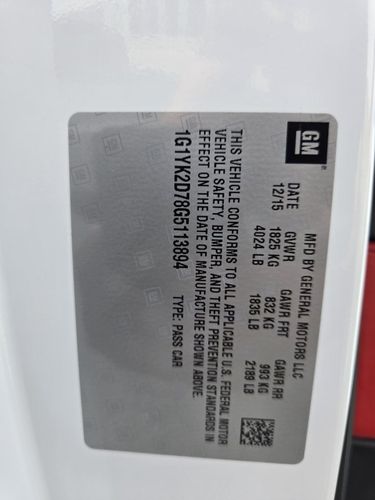 GM
MFD BY GENERAL MOTORS LLC
DATE GVWR GAWR FRT GAWR RR
12/15 1825 KG 832 KG 993 KG
4024 LB 1835 LB 2189 LB
THIS VEHICLE CONFORMS TO ALL APPLICABLE U.S. FEDERAL MOTOR
VEHICLE SAFETY, BUMPER, AND THEFT PREVENTION STANDARDS IN
EFFECT ON THE DATE OF MANUFACTURE SHOWN ABOVE.
1G1YK2D78G5113894 TYPE: PASS CAR